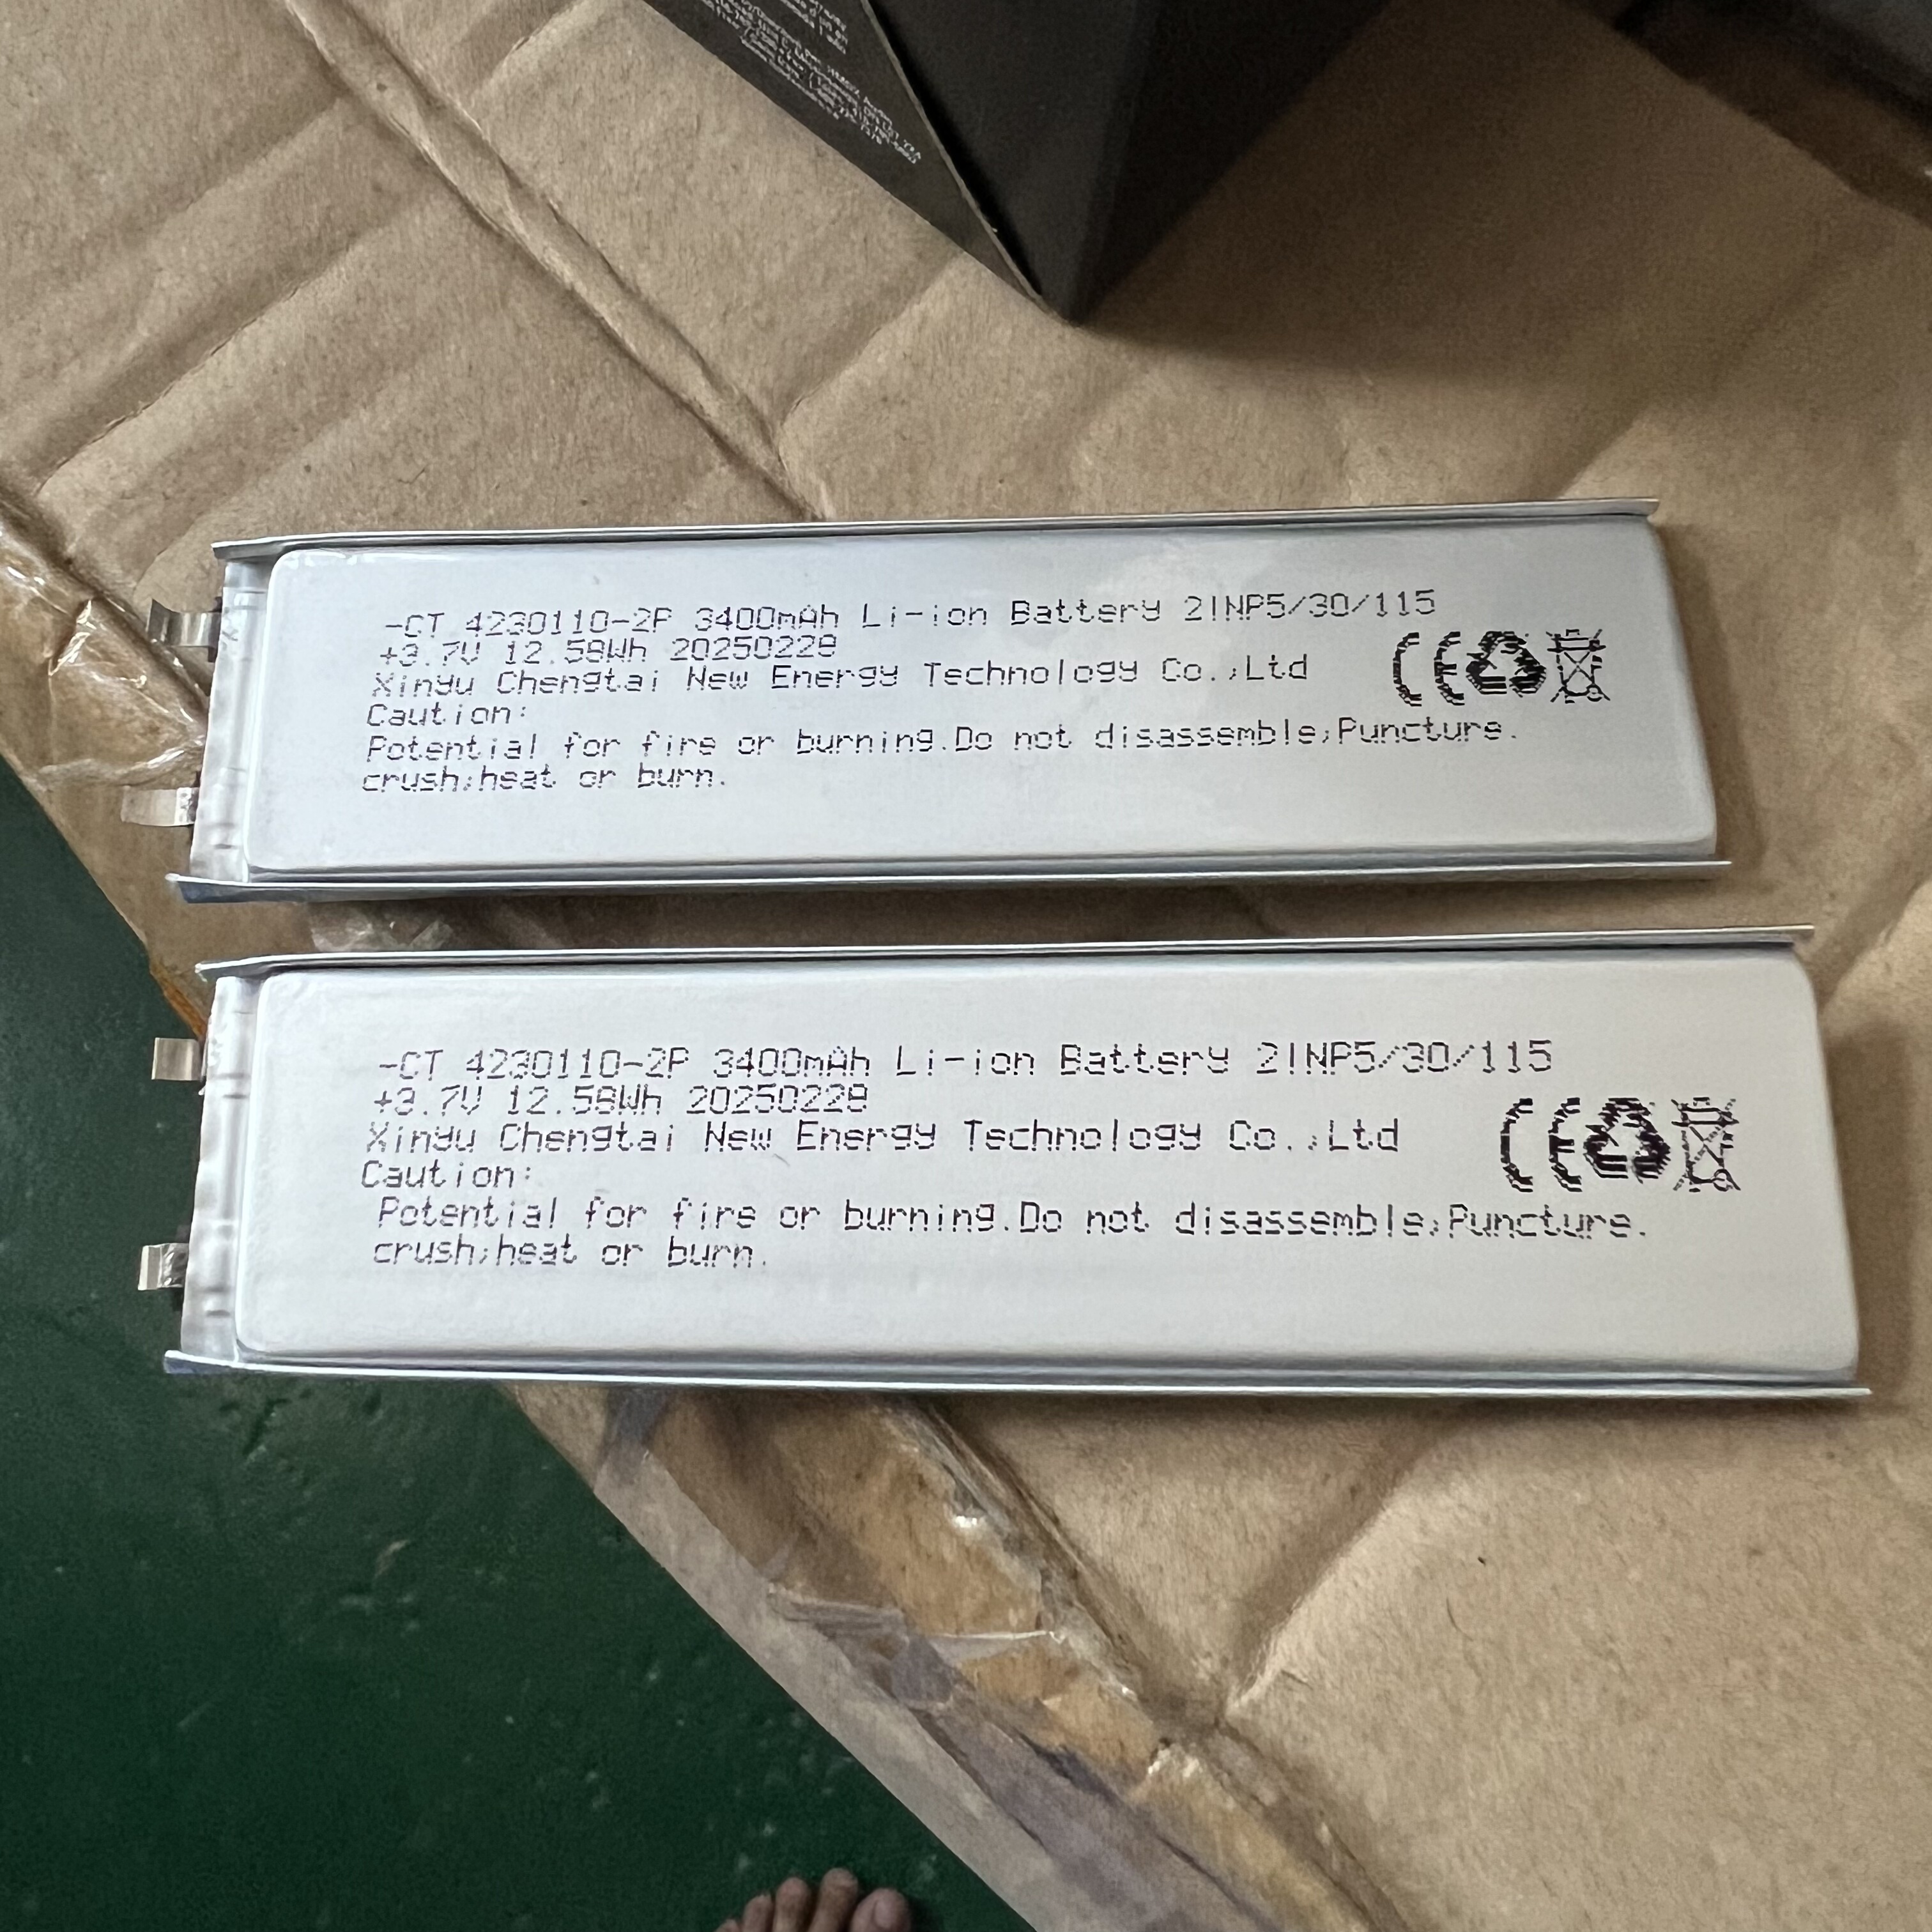 -CT 4230110-2P 3400mAh Li-ion Battery 2INP5/30/115
+3.7V 12.58Wh 20250228
Xinyu Chengtai New Energy Technology Co.,Ltd
CE
Caution:
Potential for fire or burning.Do not disassemble,Puncture.
crush,heat or burn.
-CT 4230110-2P 3400mAh Li-ion Battery 2INP5/30/115
+3.7V 12.58Wh 20250228
Xinyu Chengtai New Energy Technology Co.,Ltd
CE
Caution:
Potential for fire or burning.Do not disassemble,Puncture.
crush,heat or burn.